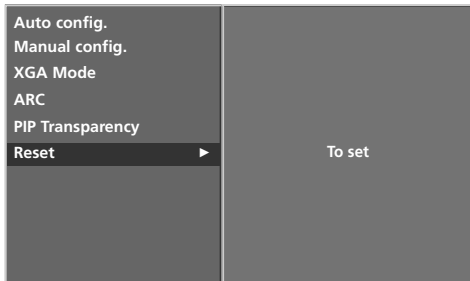 Auto config.
Manual config.
XGA Mode
ARC
PIP Transparency
Reset ►
To set